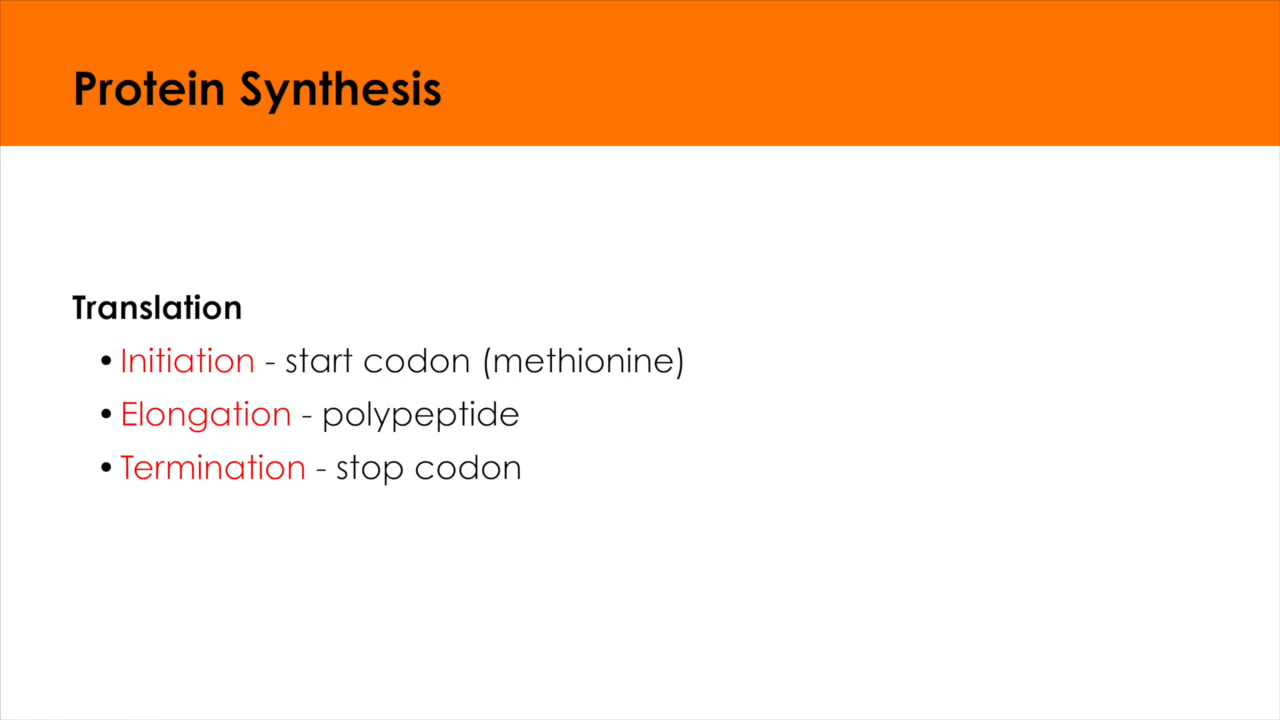 Protein Synthesis
Translation
• Initiation - start codon (methionine)
• Elongation - polypeptide
• Termination - stop codon